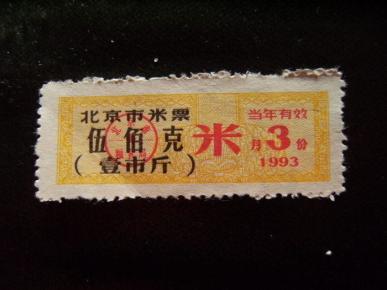 北京市米票
伍佰克
(壹市斤)
米
当年有效
3月份
1993